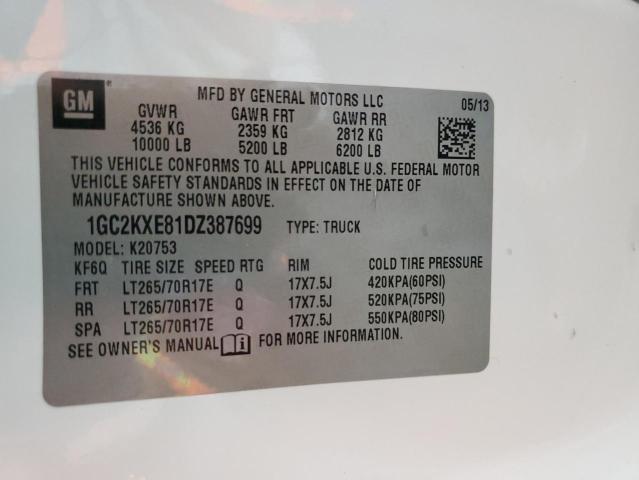 GM
MFD BY GENERAL MOTORS LLC 05/13
GVWR GAWR FRT GAWR RR
4536 KG 2359 KG 2812 KG
10000 LB 5200 LB 6200 LB
THIS VEHICLE CONFORMS TO ALL APPLICABLE U.S. FEDERAL MOTOR
VEHICLE SAFETY STANDARDS IN EFFECT ON THE DATE OF
MANUFACTURE SHOWN ABOVE.
1GC2KXE81DZ387699 TYPE: TRUCK
MODEL: K20753
KF6Q TIRE SIZE SPEED RTG RIM COLD TIRE PRESSURE
FRT LT265/70R17E Q 17X7.5J 420KPA(60PSI)
RR LT265/70R17E Q 17X7.5J 520KPA(75PSI)
SPA LT265/70R17E Q 17X7.5J 550KPA(80PSI)
SEE OWNER'S MANUAL FOR MORE INFORMATION.